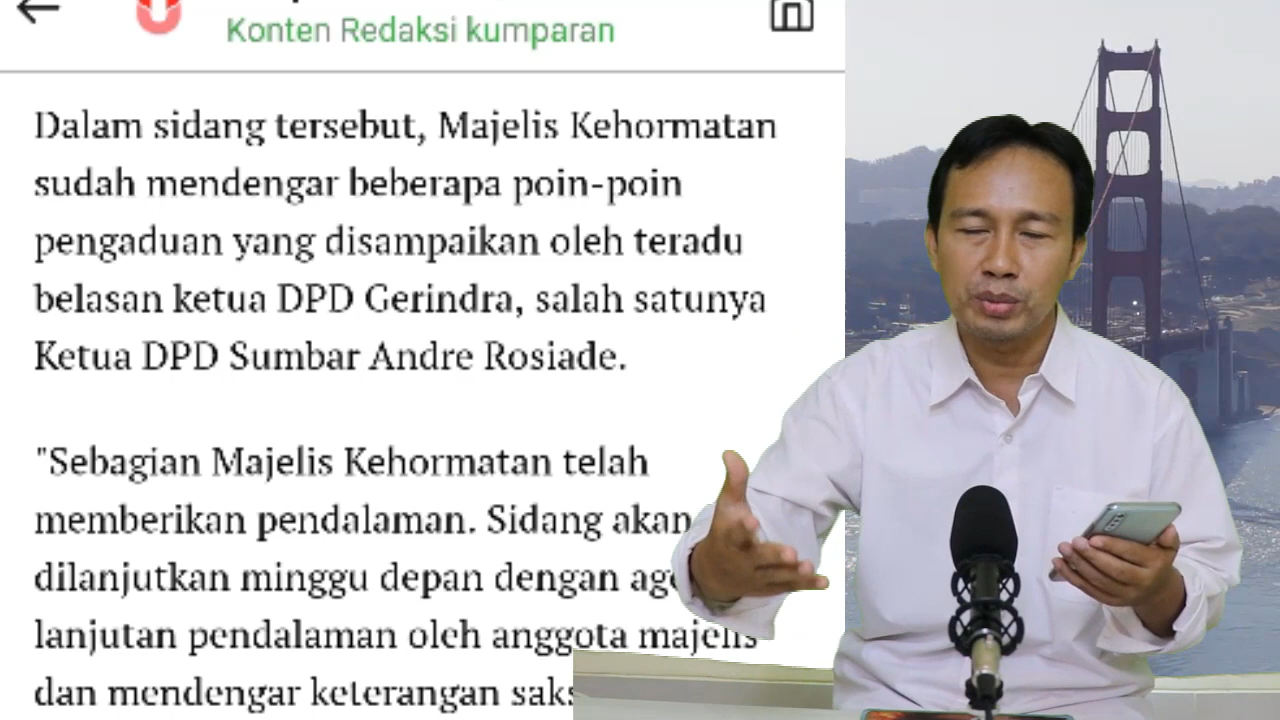 Konten Redaksi kumparan
Dalam sidang tersebut, Majelis Kehormatan
sudah mendengar beberapa poin-poin
pengaduan yang disampaikan oleh teradu
belasan ketua DPD Gerindra, salah satunya
Ketua DPD Sumbar Andre Rosiade.
"Sebagian Majelis Kehormatan telah
memberikan pendalaman. Sidang akan
dilanjutkan minggu depan dengan
lanjutan pendalaman oleh anggota majelis
dan mendengar keterangan